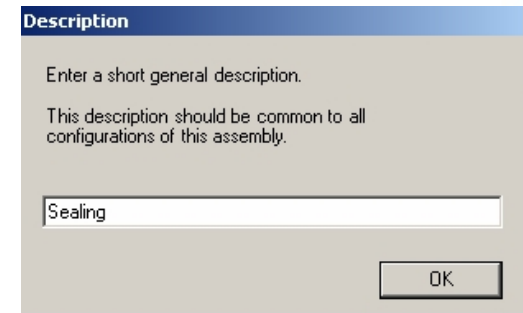 Description
Enter a short general description.
This description should be common to all
configurations of this assembly.
Sealing
OK